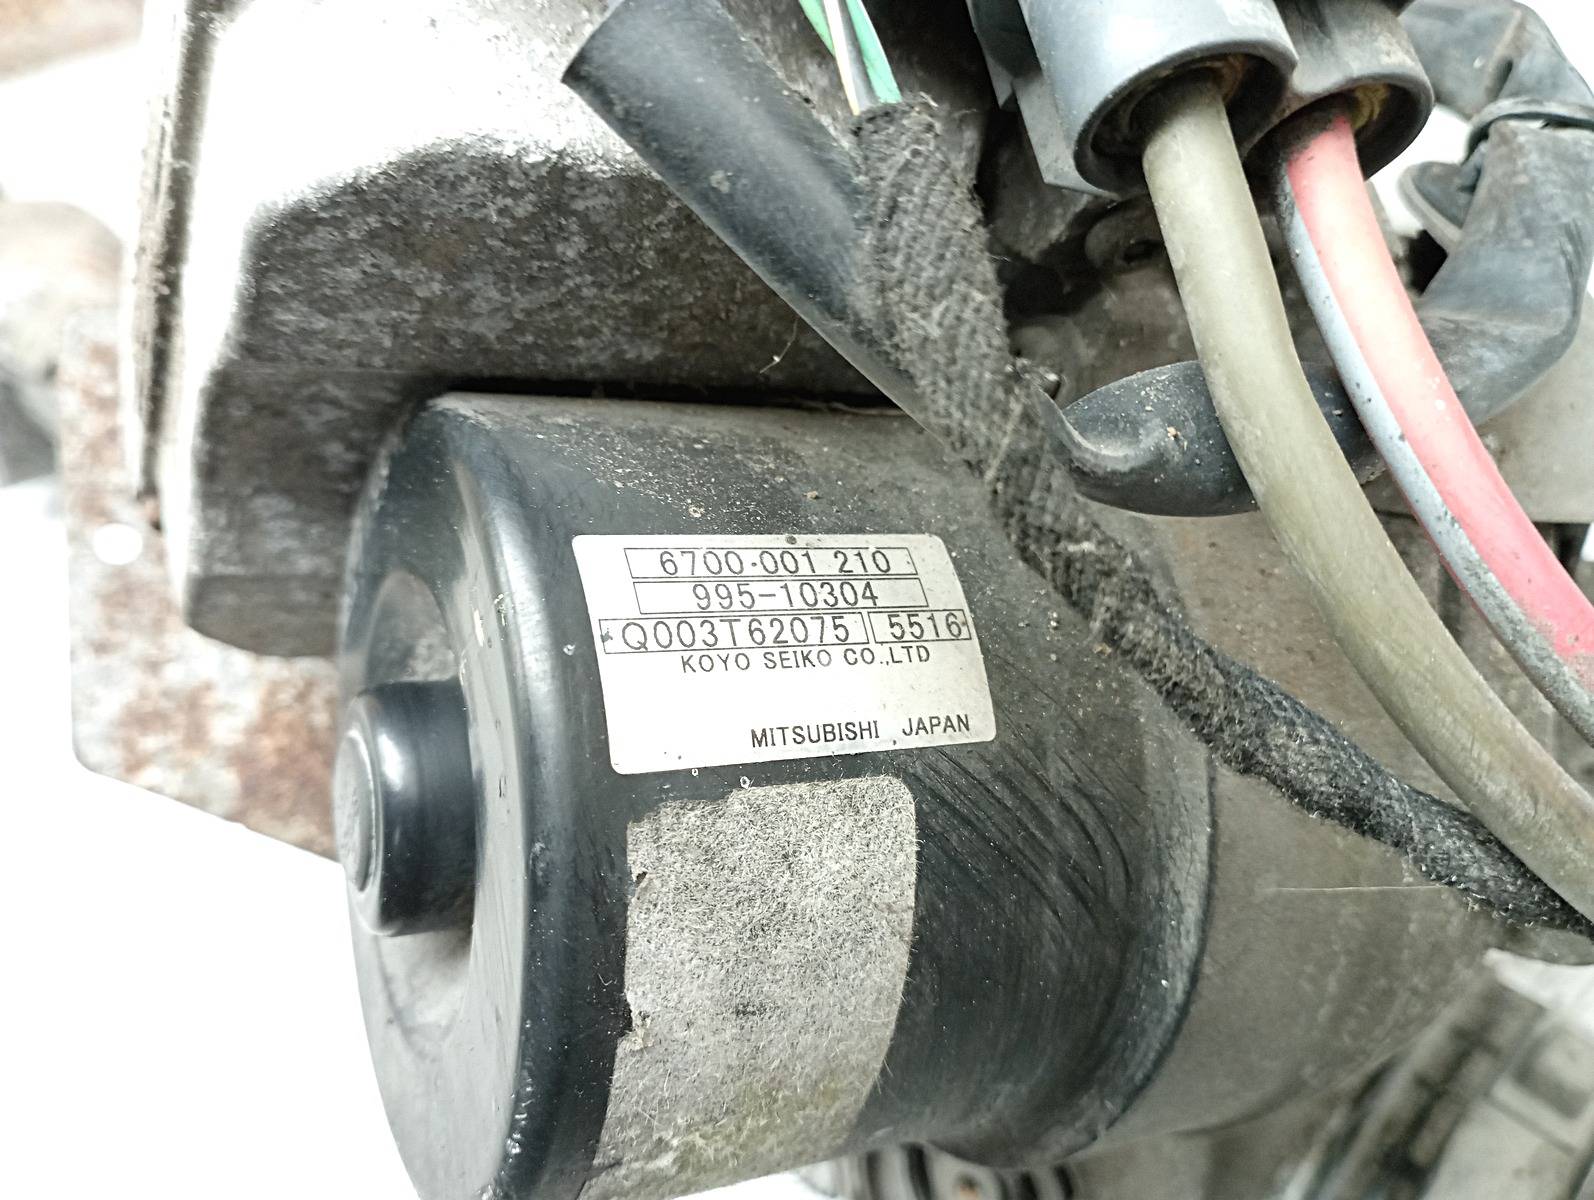 6700-001 210
995-10304
Q003T62075 5516
KOYO SEIKO CO.,LTD
MITSUBISHI JAPAN